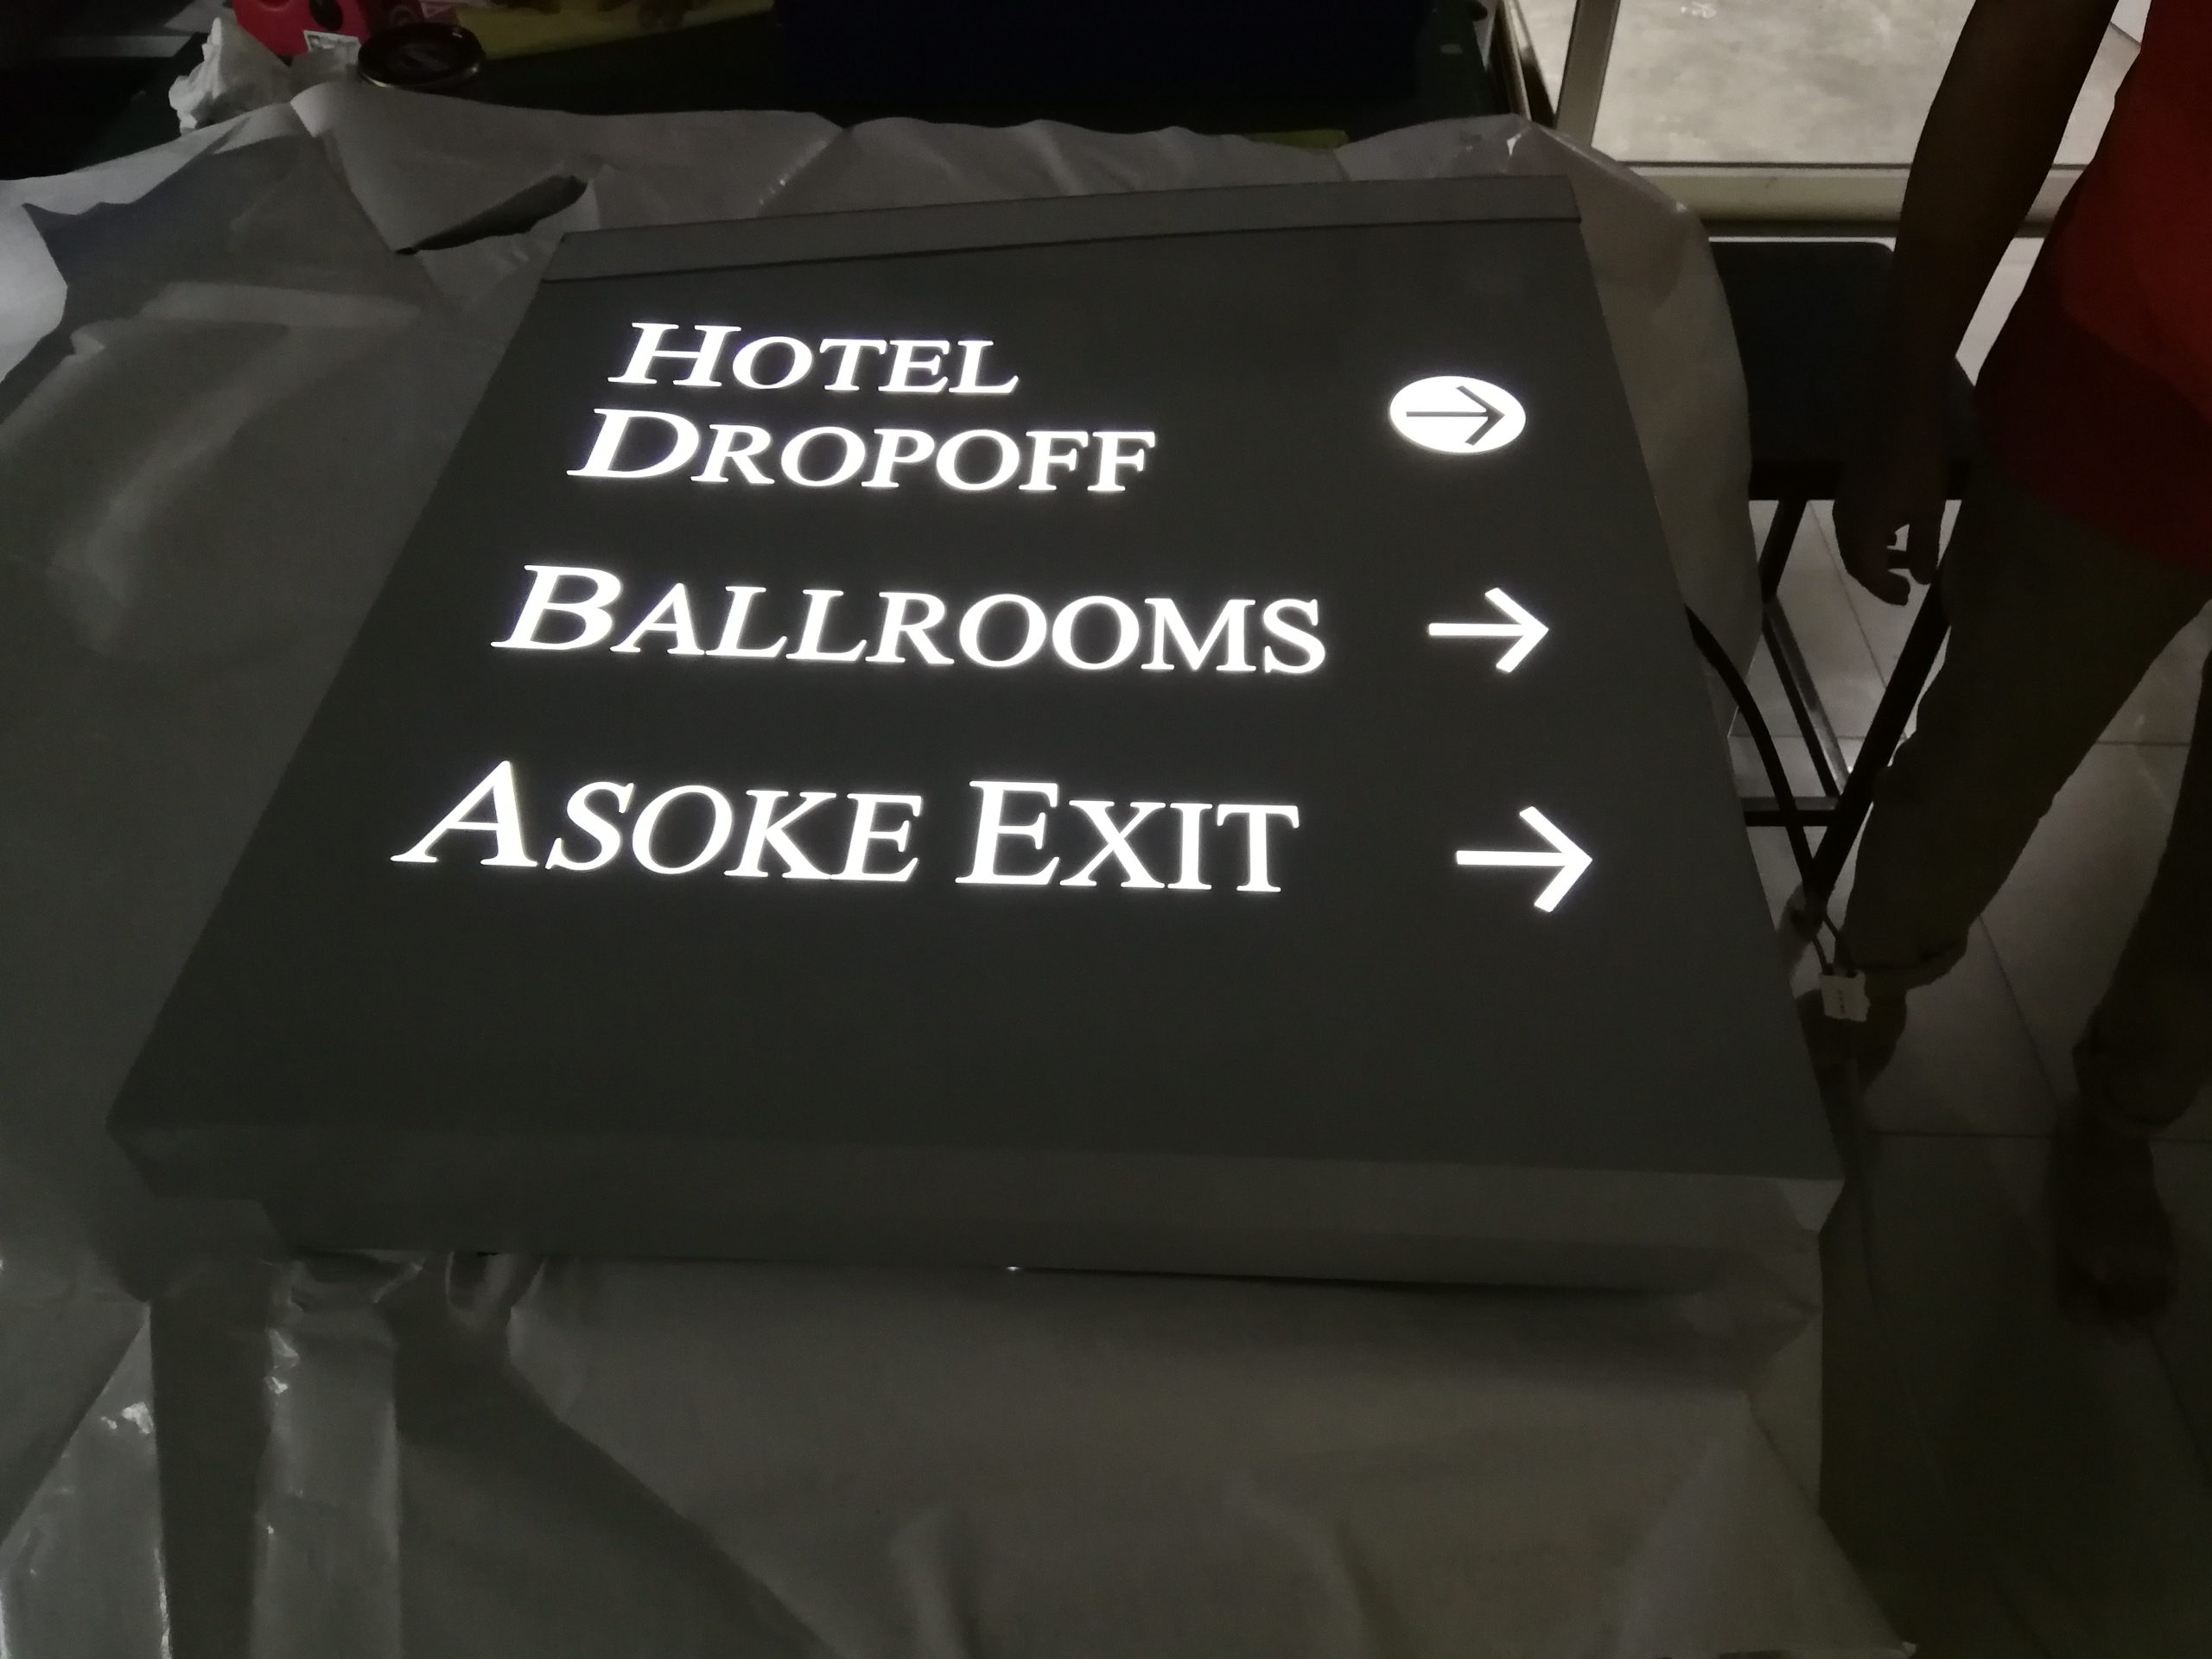 HOTEL
DROPOFF
BALLROOMS
ASOKE EXIT